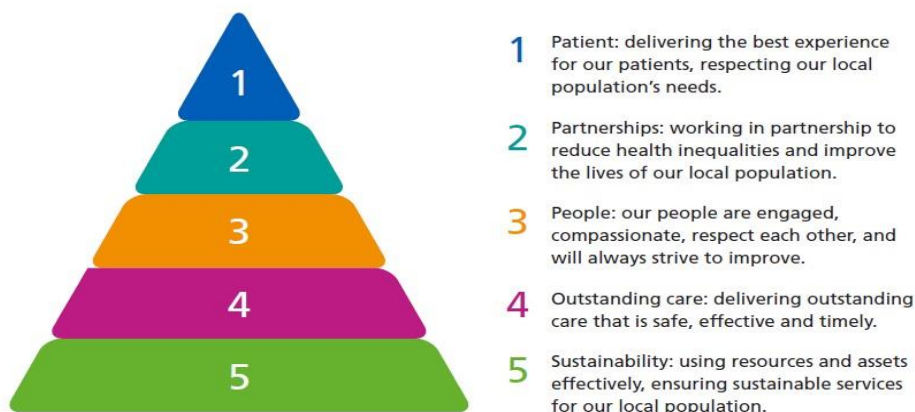 1
2
3
4
5
1 Patient: delivering the best experience
for our patients, respecting our local
population's needs.
2 Partnerships: working in partnership to
reduce health inequalities and improve
the lives of our local population.
3 People: our people are engaged,
compassionate, respect each other, and
will always strive to improve.
4 Outstanding care: delivering outstanding
care that is safe, effective and timely.
5 Sustainability: using resources and assets
effectively, ensuring sustainable services
for our local population.